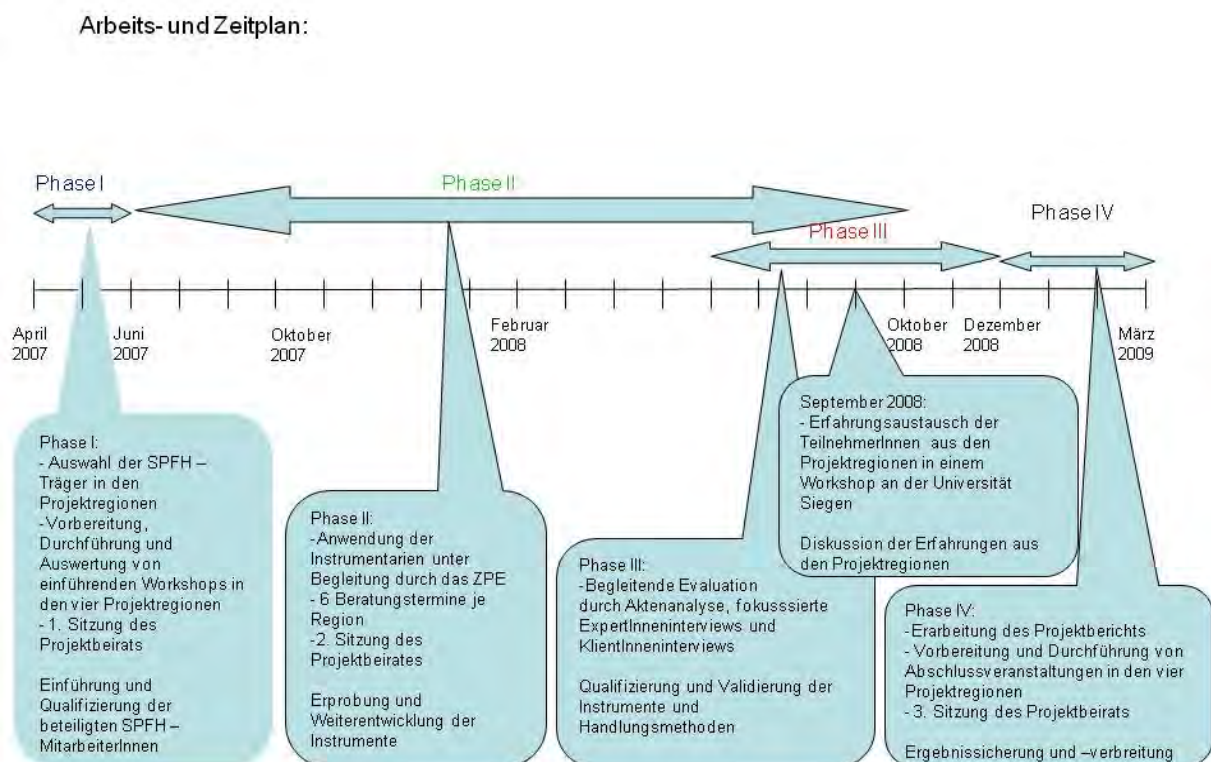 Arbeits- und Zeitplan:
Phase I
Phase II
Phase III
Phase IV
April
2007
Juni
2007
Oktober
2007
Februar
2008
Oktober
2008
Dezember
2008
März
2009
Phase I:
- Auswahl der SPFH –
Träger in den
Projektregionen
-Vorbereitung,
Durchführung und
Auswertung von
einführenden Workshops in
den vier Projektregionen
- 1. Sitzung des
Projektbeirats
Einführung und
Qualifizierung der
beteiligten SPFH –
MitarbeiterInnen
Phase II:
-Anwendung der
Instrumentarien unter
Begleitung durch das ZPE
- 6 Beratungstermine je
Region
-2. Sitzung des
Projektbeirates
Erprobung und
Weiterentwicklung der
Instrumente
Phase III:
-Begleitende Evaluation
durch Aktenanalyse, fokusssierte
ExpertInneninterviews und
KlientInneninterviews
Qualifizierung und Validierung der
Instrumente und
Handlungsmethoden
September 2008:
- Erfahrungsaustausch der
TeilnehmerInnen aus den
Projektregionen in einem
Workshop an der Universität
Siegen
Diskussion der Erfahrungen aus
den Projektregionen
Phase IV:
-Erarbeitung des Projektberichts
- Vorbereitung und Durchführung von
Abschlussveranstaltungen in den vier
Projektregionen
- 3. Sitzung des Projektbeirats
Ergebnissicherung und –verbreitung